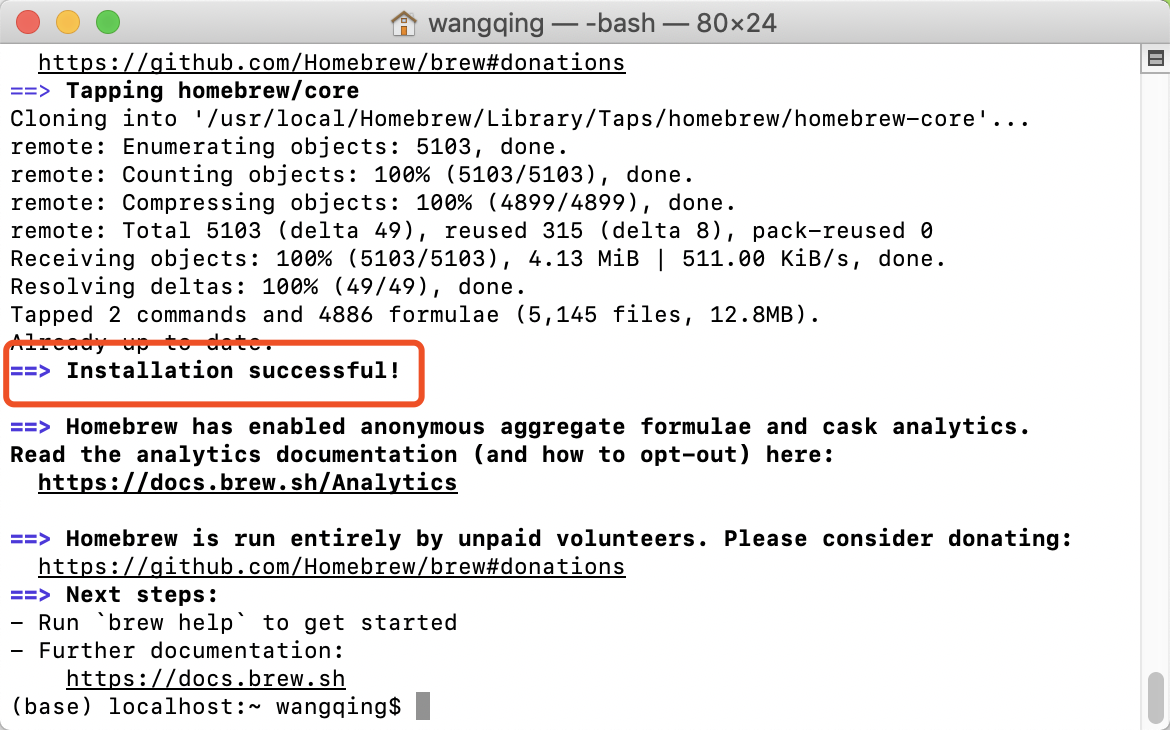 wangqing — -bash — 80×24
https://github.com/Homebrew/brew#donations
==> Tapping homebrew/core
Cloning into '/usr/local/Homebrew/Library/Taps/homebrew/homebrew-core'...
remote: Enumerating objects: 5103, done.
remote: Counting objects: 100% (5103/5103), done.
remote: Compressing objects: 100% (4899/4899), done.
remote: Total 5103 (delta 49), reused 315 (delta 8), pack-reused 0
Receiving objects: 100% (5103/5103), 4.13 MiB | 511.00 KiB/s, done.
Resolving deltas: 100% (49/49), done.
Tapped 2 commands and 4886 formulae (5,145 files, 12.8MB).
Already up-to-date.
==> Installation successful!
==> Homebrew has enabled anonymous aggregate formulae and cask analytics.
Read the analytics documentation (and how to opt-out) here:
https://docs.brew.sh/Analytics
==> Homebrew is run entirely by unpaid volunteers. Please consider donating:
https://github.com/Homebrew/brew#donations
==> Next steps:
- Run `brew help` to get started
- Further documentation:
https://docs.brew.sh
(base) localhost:~ wangqing$